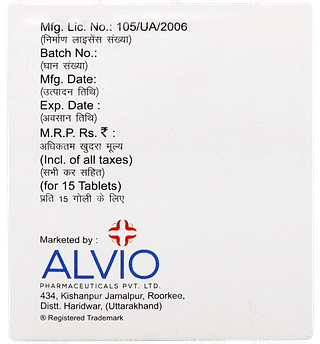 Mfg. Lic. No.: 105/UA/2006
(निर्माण लाइसेंस संख्या)
Batch No.:
(घान संख्या)
Mfg. Date:
(उत्पादन तिथि)
Exp. Date :
(अवसान तिथि)
M.R.P. Rs. ₹ :
अधिकतम खुदरा मूल्य
(Incl. of all taxes)
(सभी कर सहित)
(for 15 Tablets)
प्रति 15 गोली के लिए
Marketed by :
ALVIO
PHARMACEUTICALS PVT. LTD.
434, Kishanpur Jamalpur, Roorkee,
Distt. Haridwar, (Uttarakhand)
® Registered Trademark